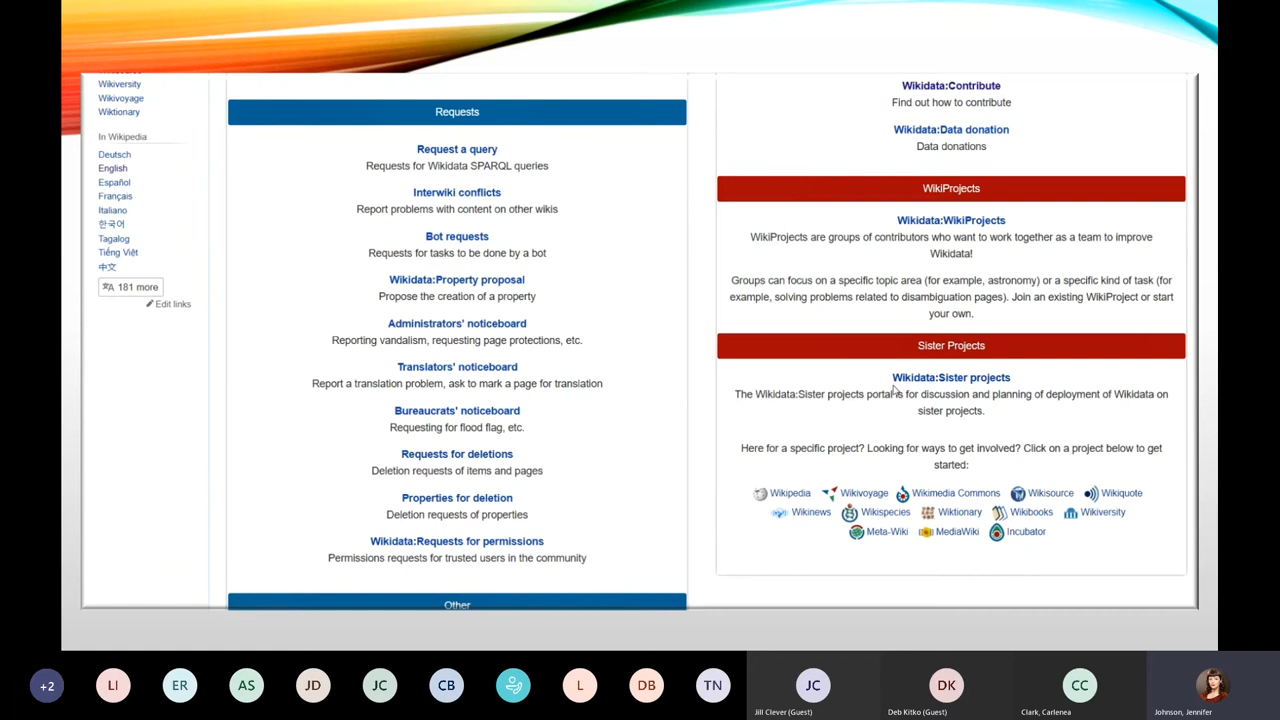 Wikiversity
Wikivoyage
Wiktionary
In Wikipedia
Deutsch
English
Español
Français
Italiano
한국어
Tagalog
Tiếng Việt
中文
181 more
Edit links
Requests
Request a query
Requests for Wikidata SPARQL queries
Interwiki conflicts
Report problems with content on other wikis
Bot requests
Requests for tasks to be done by a bot
Wikidata:Property proposal
Propose the creation of a property
Administrators' noticeboard
Reporting vandalism, requesting page protections, etc.
Translators' noticeboard
Report a translation problem, ask to mark a page for translation
Bureaucrats' noticeboard
Requesting for flood flag, etc.
Requests for deletions
Deletion requests of items and pages
Properties for deletion
Deletion requests of properties
Wikidata:Requests for permissions
Permissions requests for trusted users in the community
Other
Wikidata:Contribute
Find out how to contribute
Wikidata:Data donation
Data donations
WikiProjects
Wikidata:WikiProjects
WikiProjects are groups of contributors who want to work together as a team to improve
Wikidata!
Groups can focus on a specific topic area (for example, astronomy) or a specific kind of task (for
example, solving problems related to disambiguation pages). Join an existing WikiProject or start
your own.
Sister Projects
Wikidata:Sister projects
The Wikidata:Sister projects portal is for discussion and planning of deployment of Wikidata on
sister projects.
Here for a specific project? Looking for ways to get involved? Click on a project below to get
started:
Wikipedia Wikivoyage Wikimedia Commons Wikisource Wikiquote
Wikinews Wikispecies Wiktionary Wikibooks Wikiversity
Meta-Wiki MediaWiki Incubator
+2 LI ER AS JD JC CB L DB TN JC DK CC
Jill Clever (Guest) Deb Kitko (Guest) Clark, Carlenea Johnson, Jennifer